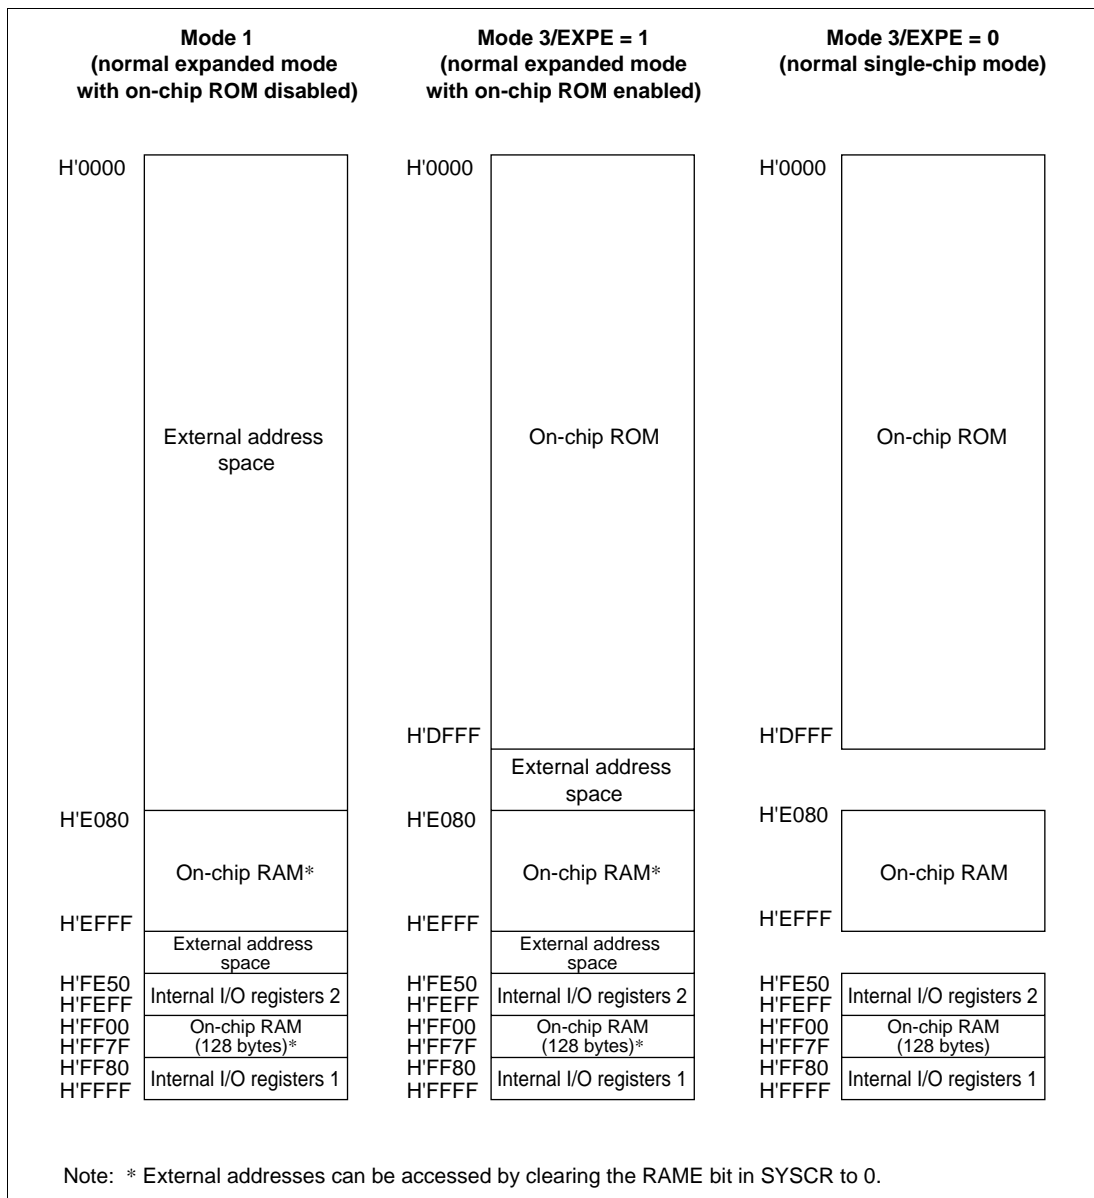 Mode 1
(normal expanded mode
with on-chip ROM disabled)
H'0000
External address
space
H'E080
On-chip RAM*
H'EFFF
External address
space
H'FE50
Internal I/O registers 2
H'FEFF
H'FF00
On-chip RAM
(128 bytes)*
H'FF7F
H'FF80
Internal I/O registers 1
H'FFFF
Mode 3/EXPE = 1
(normal expanded mode
with on-chip ROM enabled)
H'0000
On-chip ROM
H'DFFF
External address
space
H'E080
On-chip RAM*
H'EFFF
External address
space
H'FE50
Internal I/O registers 2
H'FEFF
H'FF00
On-chip RAM
(128 bytes)*
H'FF7F
H'FF80
Internal I/O registers 1
H'FFFF
Mode 3/EXPE = 0
(normal single-chip mode)
H'0000
On-chip ROM
H'DFFF
H'E080
On-chip RAM
H'EFFF
H'FE50
Internal I/O registers 2
H'FEFF
H'FF00
On-chip RAM
(128 bytes)
H'FF7F
H'FF80
Internal I/O registers 1
H'FFFF
Note: * External addresses can be accessed by clearing the RAME bit in SYSCR to 0.